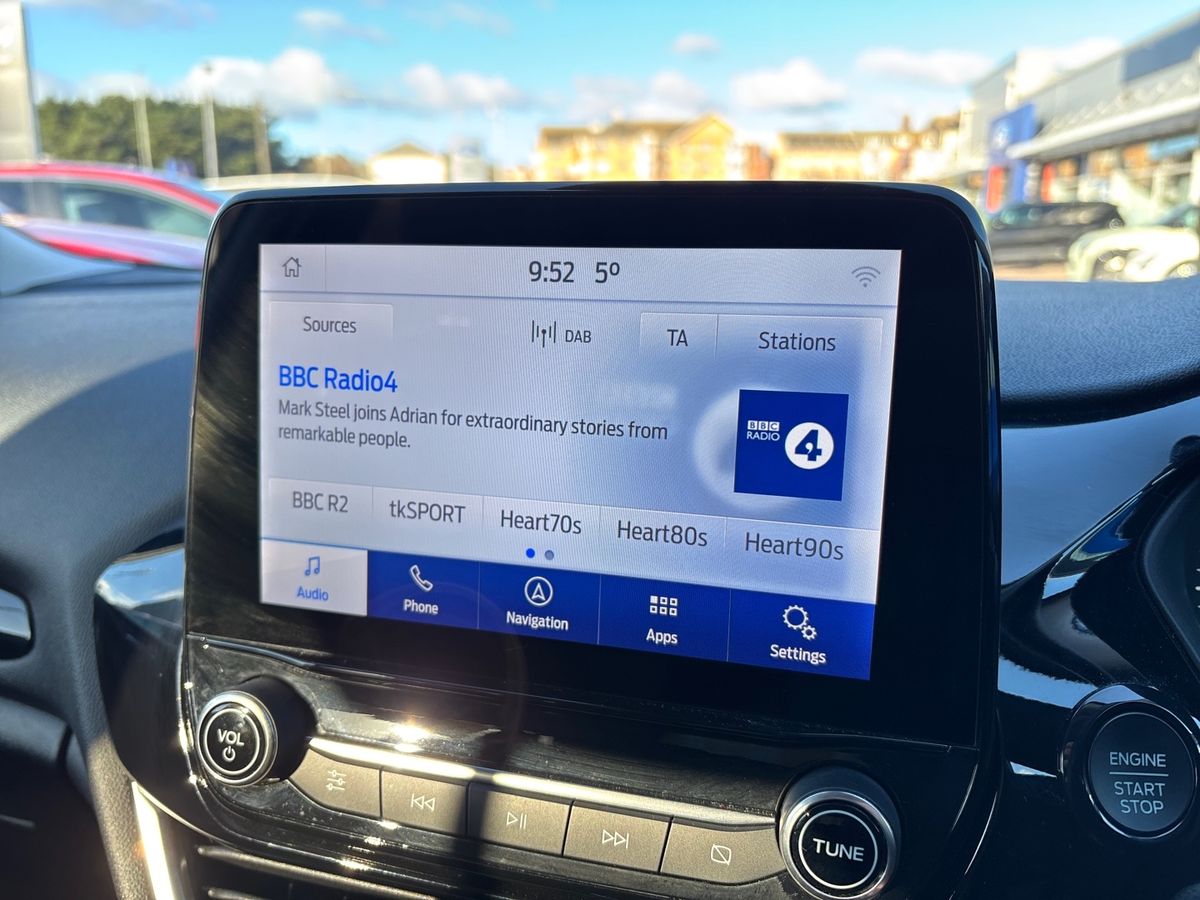 9:52 5°
Sources
DAB
TA
Stations
BBC Radio4
Mark Steel joins Adrian for extraordinary stories from
remarkable people.
BBC
RADIO
4
BBC R2
tkSPORT
Heart70s
Heart80s
Heart90s
Audio
Phone
Navigation
Apps
Settings
VOL
TUNE
ENGINE
START
STOP